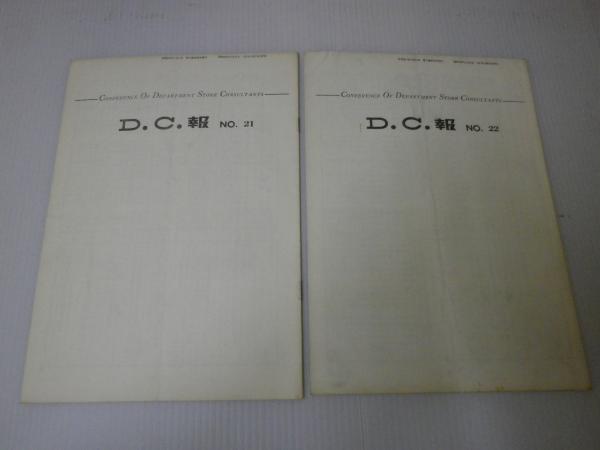 CONFERENCE OF DEPARTMENT STORE CONSULTANTS
D.C.報 NO. 21
CONFERENCE OF DEPARTMENT STORE CONSULTANTS
D.C.報 NO. 22